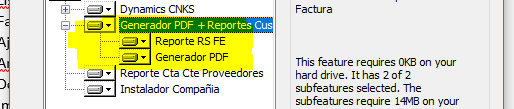 Dynamics CNKS
Generador PDF + Reportes Cus
Reporte RS FE
Generador PDF
Reporte Cta Cte Proveedores
Instalador Compañia
Factura
This feature requires 0KB on your
hard drive. It has 2 of 2
subfeatures selected. The
subfeatures require 14MB on your